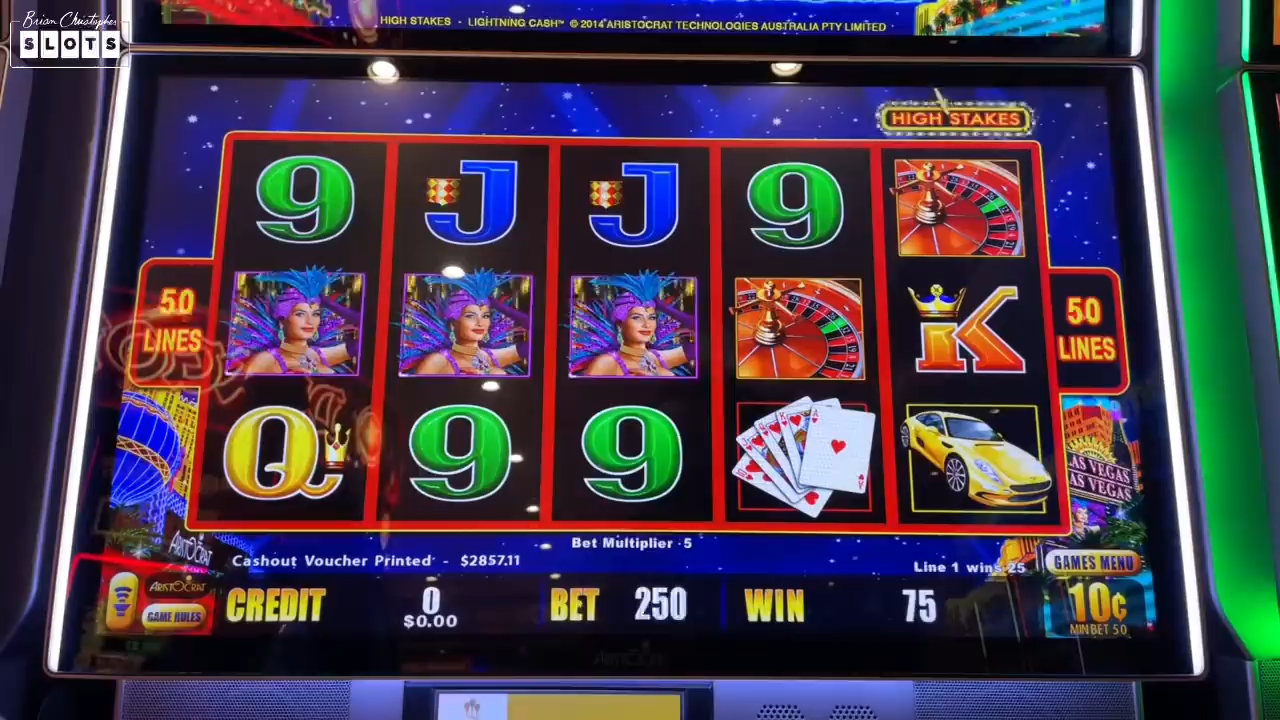 Brian Christopher
SLOTS
HIGH STAKES - LIGHTNING CASH™ © 2014 ARISTOCRAT TECHNOLOGIES AUSTRALIA PTY LIMITED
HIGH STAKES
9 J J 9
50 LINES
K
50 LINES
Q 9 9
A
LAS VEGAS
LAS VEGAS
ARISTOCRAT
Bet Multiplier - 5
Cashout Voucher Printed - $2857.11
Line 1 wins 25
GAMES MENU
ARISTOCRAT
GAME RULES
CREDIT 0 BET 250 WIN 75
$0.00
10¢
MIN BET 50
ARISTOCRAT